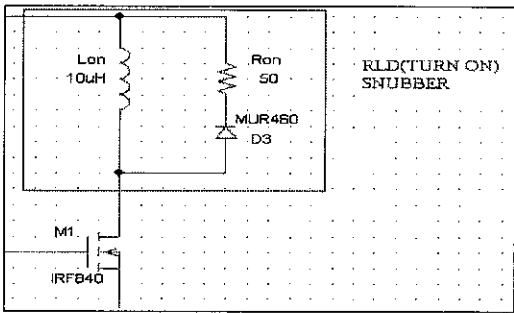 Lon
10uH
Ron
50
MUR460
D3
RLD(TURN ON)
SNUBBER
M1
IRF840